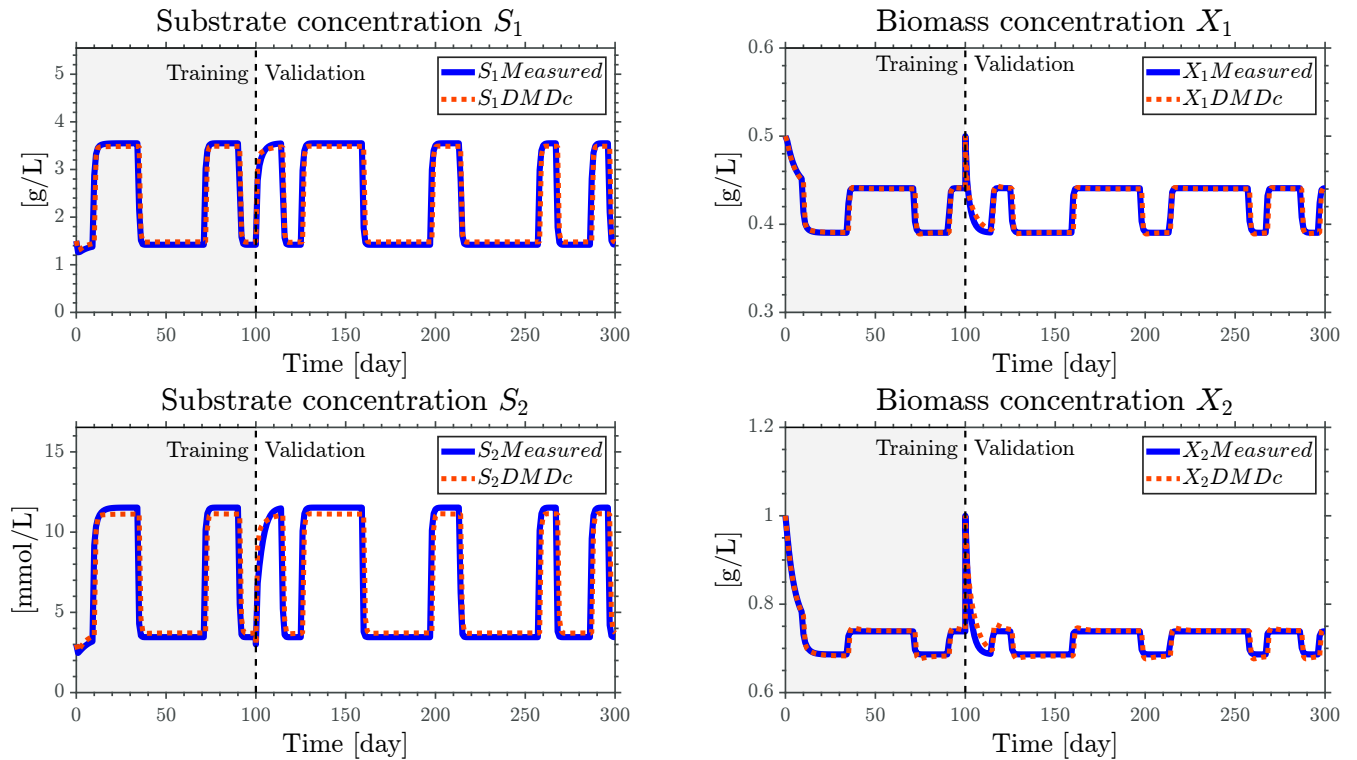 Substrate concentration S₁
Training
Validation
S₁Measured
S₁DMDc
[g/L]
5
4
3
2
1
0
0
50
100
150
200
250
300
Time [day]
Biomass concentration X₁
Training
Validation
X₁Measured
X₁DMDc
[g/L]
0.6
0.5
0.4
0.3
0
50
100
150
200
250
300
Time [day]
Substrate concentration S₂
Training
Validation
S₂Measured
S₂DMDc
[mmol/L]
15
10
5
0
0
50
100
150
200
250
300
Time [day]
Biomass concentration X₂
Training
Validation
X₂Measured
X₂DMDc
[g/L]
1.2
1
0.8
0.6
0
50
100
150
200
250
300
Time [day]